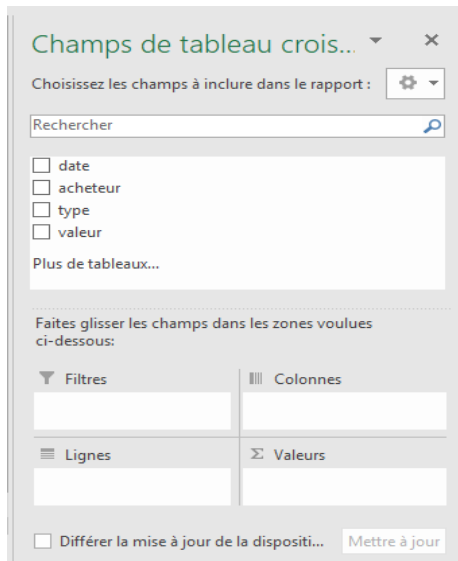 Champs de tableau crois...
Choisissez les champs à inclure dans le rapport :
Rechercher
date
acheteur
type
valeur
Plus de tableaux...
Faites glisser les champs dans les zones voulues
ci-dessous:
Filtres
Colonnes
Lignes
Σ Valeurs
Différer la mise à jour de la dispositi...
Mettre à jour